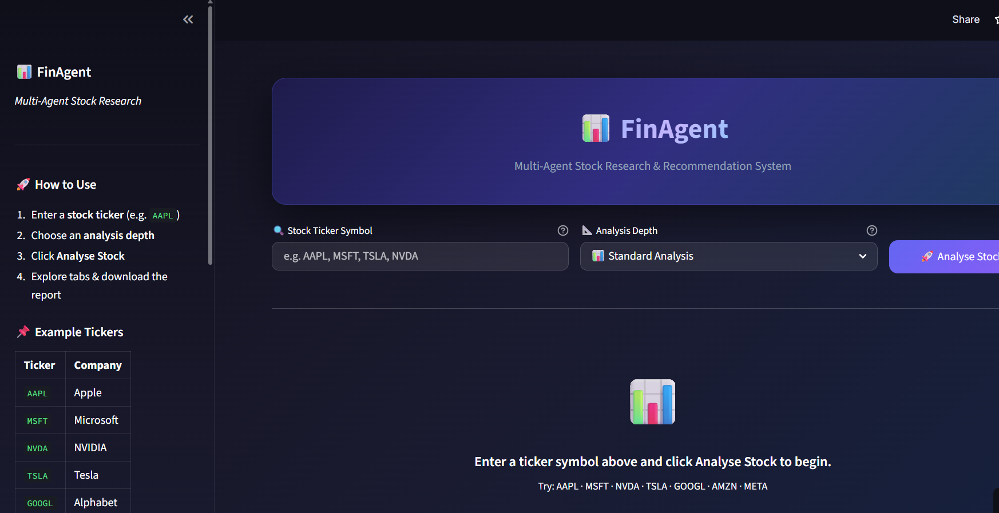 Share
FinAgent
Multi-Agent Stock Research
How to Use
1. Enter a stock ticker (e.g. AAPL )
2. Choose an analysis depth
3. Click Analyse Stock
4. Explore tabs & download the
report
Example Tickers
Ticker Company
AAPL Apple
MSFT Microsoft
NVDA NVIDIA
TSLA Tesla
GOOGL Alphabet
FinAgent
Multi-Agent Stock Research & Recommendation System
Stock Ticker Symbol
e.g. AAPL, MSFT, TSLA, NVDA
Analysis Depth
Standard Analysis
Analyse Stoc
Enter a ticker symbol above and click Analyse Stock to begin.
Try: AAPL · MSFT · NVDA · TSLA · GOOGL · AMZN · META